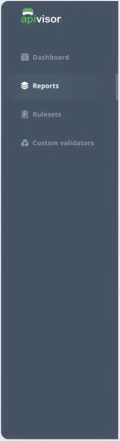 apivisor
Dashboard
Reports
Rulesets
Custom validators